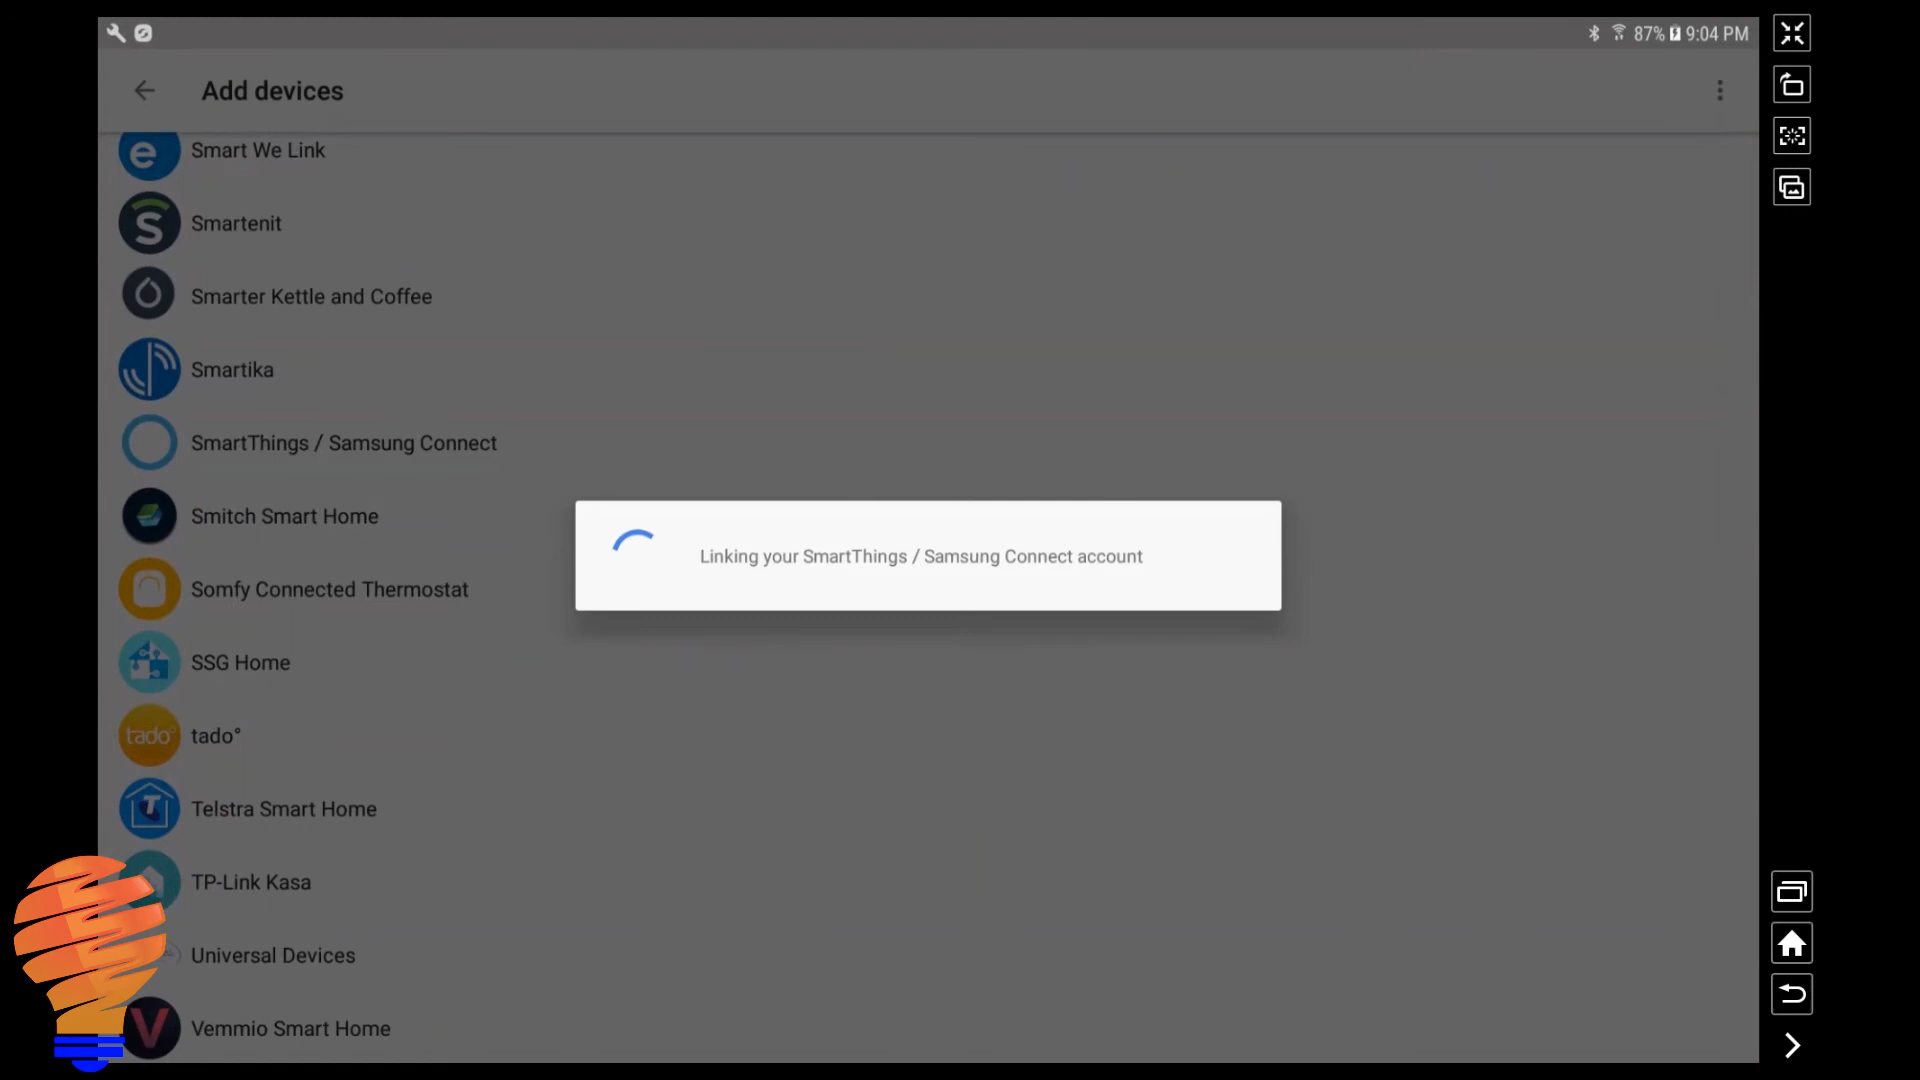 87% 9:04 PM
Add devices
e Smart We Link
S Smartenit
Smarter Kettle and Coffee
Smartika
SmartThings / Samsung Connect
Smitch Smart Home
Linking your SmartThings / Samsung Connect account
Somfy Connected Thermostat
SSG Home
tado° tado°
T Telstra Smart Home
TP-Link Kasa
Universal Devices
V Vemmio Smart Home